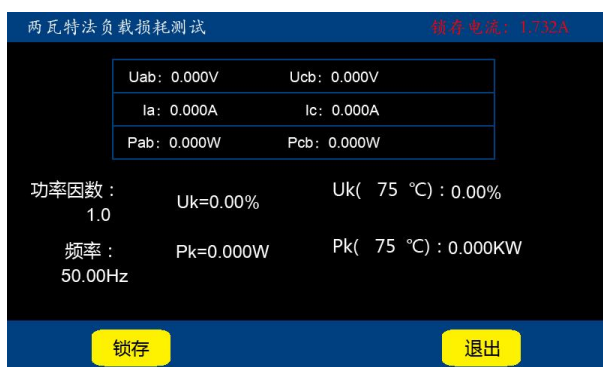 两瓦特法负载损耗测试 锁存电流：1.732A
Uab：0.000V Ucb：0.000V
Ia：0.000A Ic：0.000A
Pab：0.000W Pcb：0.000W
功率因数：
1.0
Uk=0.00%
Uk( 75 ℃)：0.00%
频率：
50.00Hz
Pk=0.000W
Pk( 75 ℃)：0.000KW
锁存 退出